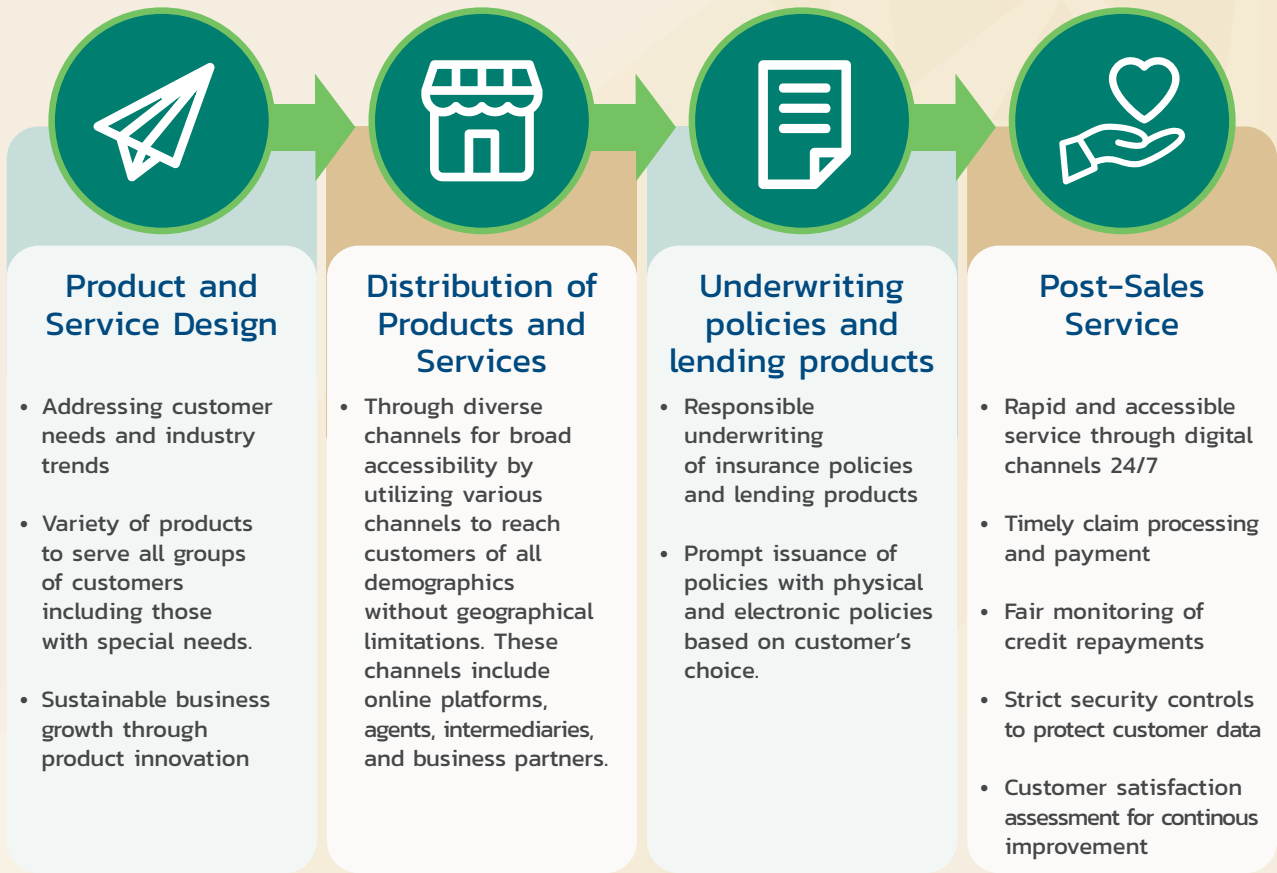 Product and
Service Design
• Addressing customer
needs and industry
trends
• Variety of products
to serve all groups
of customers
including those
with special needs.
• Sustainable business
growth through
product innovation
Distribution of
Products and
Services
• Through diverse
channels for broad
accessibility by
utilizing various
channels to reach
customers of all
demographics
without geographical
limitations. These
channels include
online platforms,
agents, intermediaries,
and business partners.
Underwriting
policies and
lending products
• Responsible
underwriting
of insurance policies
and lending products
• Prompt issuance of
policies with physical
and electronic policies
based on customer’s
choice.
Post-Sales
Service
• Rapid and accessible
service through digital
channels 24/7
• Timely claim processing
and payment
• Fair monitoring of
credit repayments
• Strict security controls
to protect customer data
• Customer satisfaction
assessment for continous
improvement